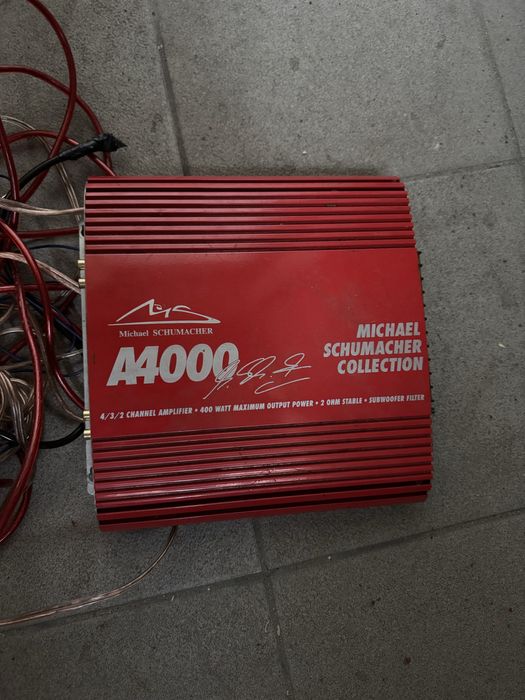 Michael SCHUMACHER
A4000
MICHAEL
SCHUMACHER
COLLECTION
4/3/2 CHANNEL AMPLIFIER • 400 WATT MAXIMUM OUTPUT POWER • 2 OHM STABLE • SUBWOOFER FILTER